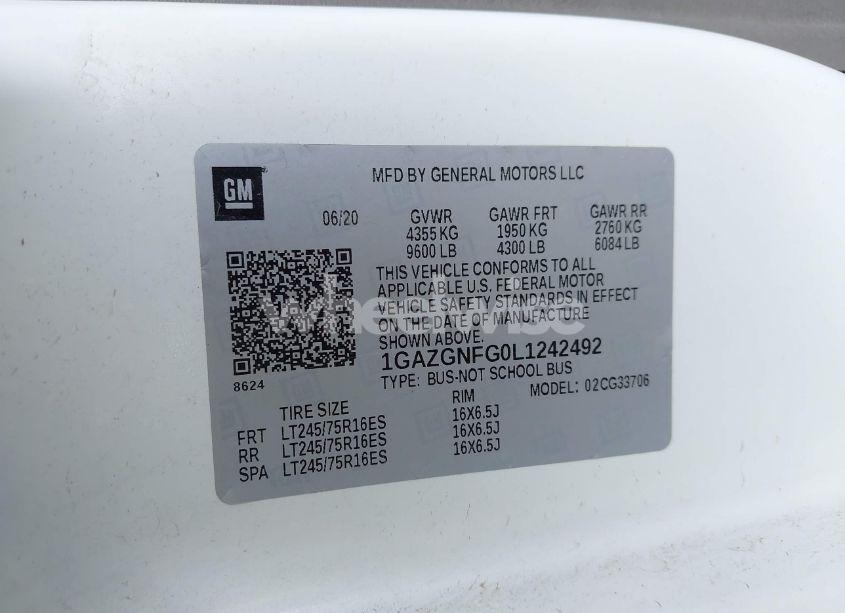 GM
MFD BY GENERAL MOTORS LLC
06/20 GVWR GAWR FRT GAWR RR
4355 KG 1950 KG 2760 KG
9600 LB 4300 LB 6084 LB
THIS VEHICLE CONFORMS TO ALL
APPLICABLE U.S. FEDERAL MOTOR
VEHICLE SAFETY STANDARDS IN EFFECT
ON THE DATE OF MANUFACTURE
SHOWN ABOVE.
1GAZGNFG0L1242492
8624
TYPE: BUS-NOT SCHOOL BUS
MODEL: 02CG33706
TIRE SIZE RIM
FRT LT245/75R16ES 16X6.5J
RR LT245/75R16ES 16X6.5J
SPA LT245/75R16ES 16X6.5J